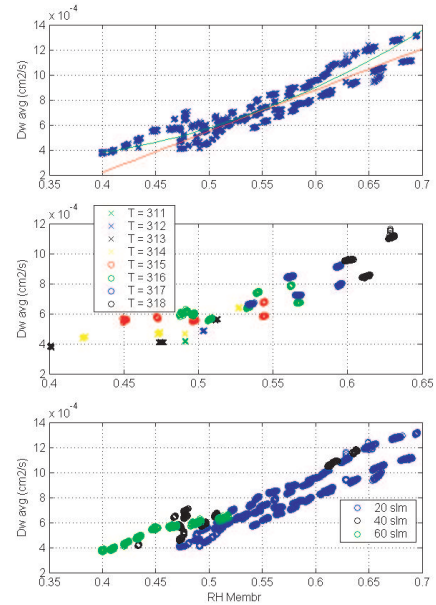 x 10⁻⁴
14
12
10
8
6
4
2
Dw avg (cm2/s)
0.35 0.4 0.45 0.5 0.55 0.6 0.65 0.7
x 10⁻⁴
12
10
8
6
4
2
Dw avg (cm2/s)
T = 311
T = 312
T = 313
T = 314
T = 315
T = 316
T = 317
T = 318
0.4 0.45 0.5 0.55 0.6 0.65
x 10⁻⁴
14
12
10
8
6
4
2
Dw avg (cm2/s)
20 slm
40 slm
60 slm
0.35 0.4 0.45 0.5 0.55 0.6 0.65 0.7
RH Membr